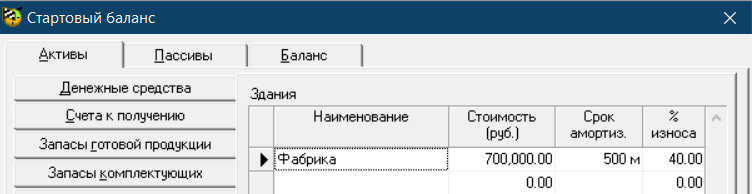 Стартовый баланс
Активы Пассивы Баланс
Денежные средства
Счета к получению
Запасы готовой продукции
Запасы комплектующих
Здания
Наименование Стоимость (руб.) Срок амортиз. % износа
Фабрика 700,000.00 500 м 40.00
0.00 0.00